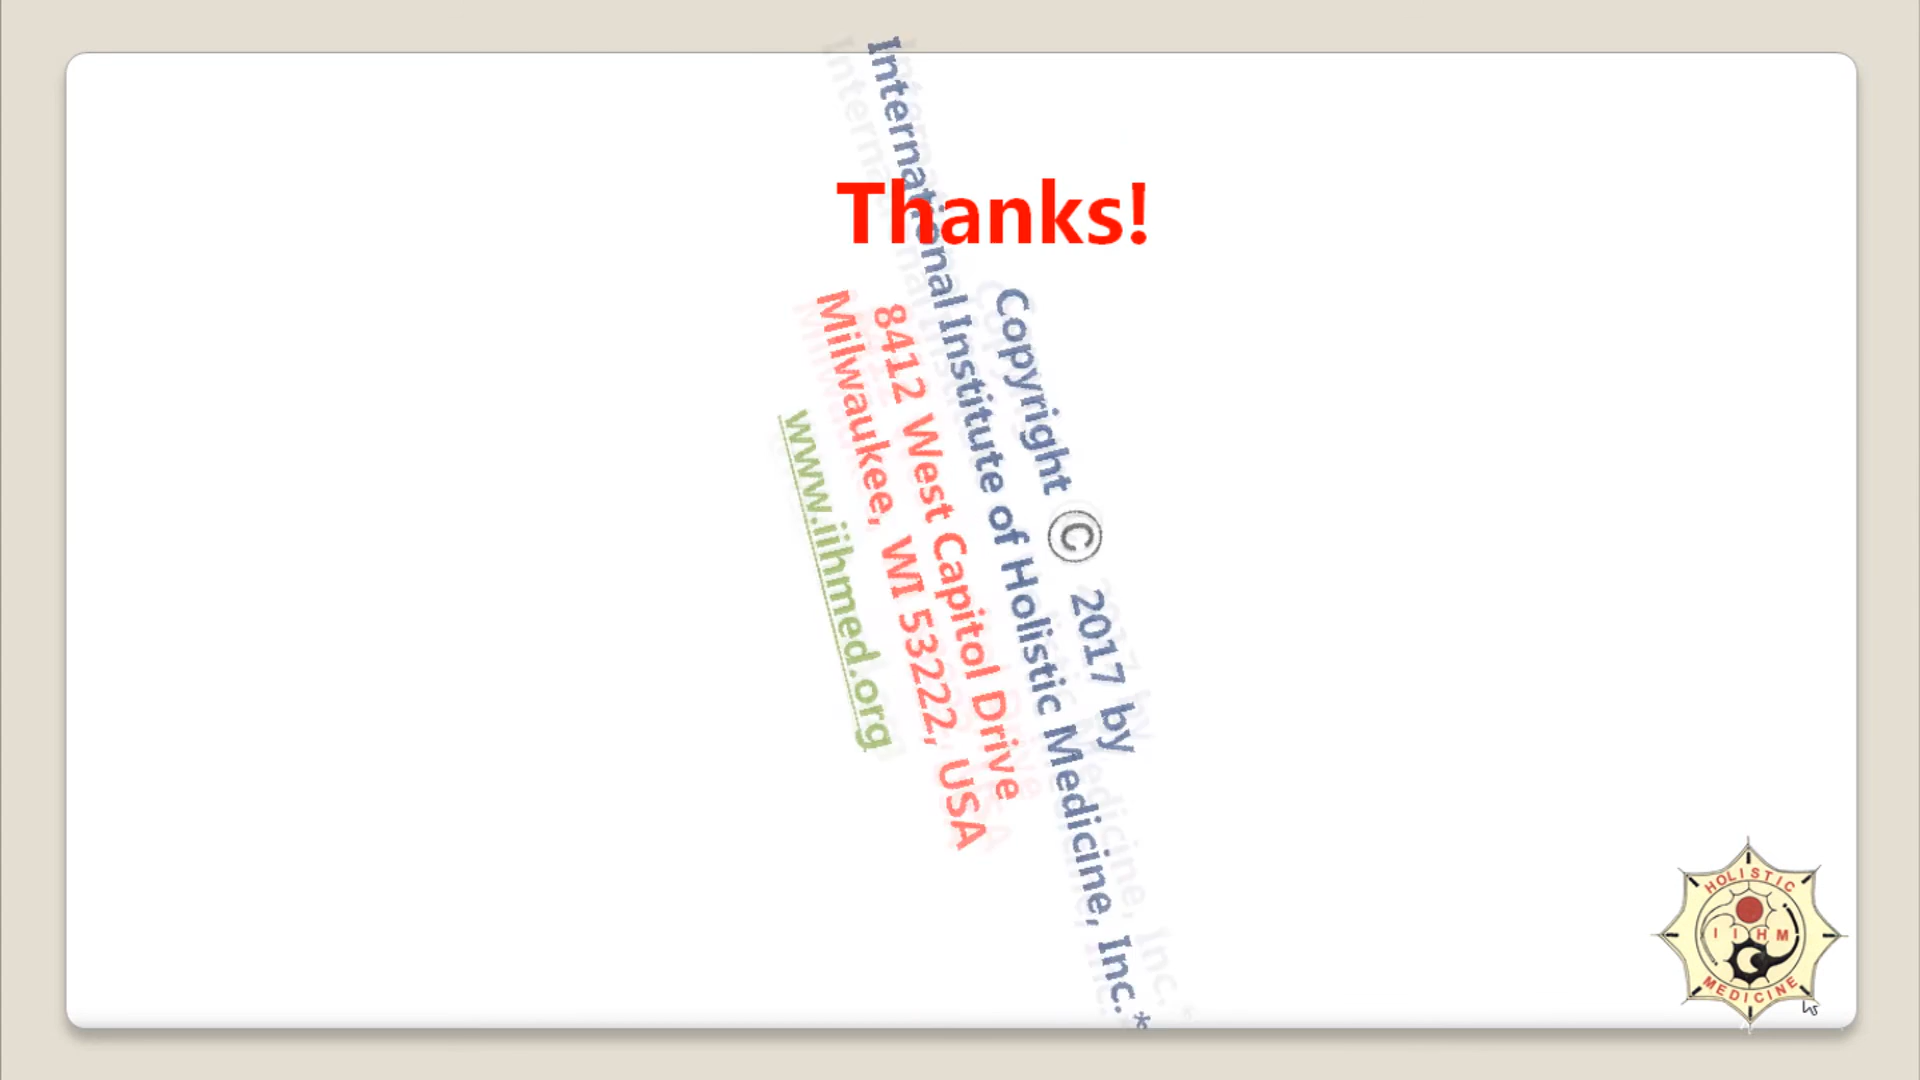 Thanks!
Copyright © 2017 by
International Institute of Holistic Medicine, Inc.*
8412 West Capitol Drive
Milwaukee, WI 53222, USA
www.iihmed.org
HOLISTIC
I I H M
MEDICINE